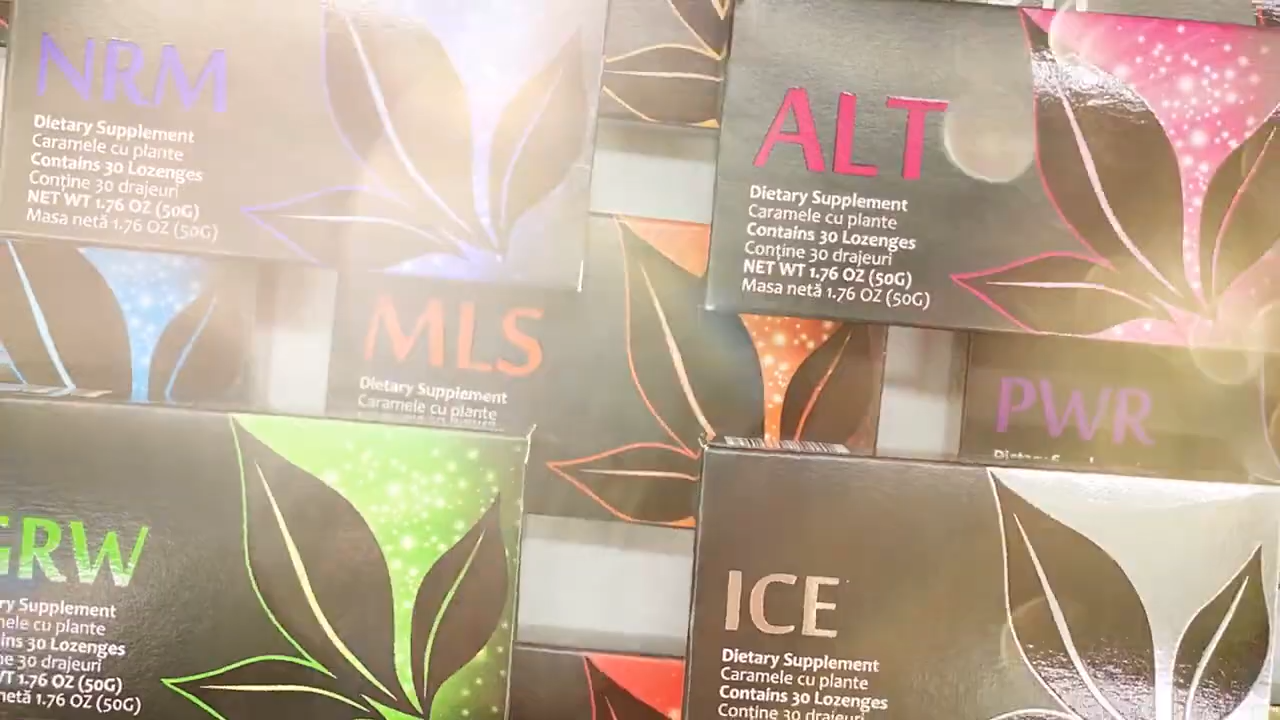 NRM
Dietary Supplement
Caramele cu plante
Contains 30 Lozenges
Conține 30 drajeuri
NET WT 1.76 OZ (50G)
Masa netă 1.76 OZ (50G)
ALT
Dietary Supplement
Caramele cu plante
Contains 30 Lozenges
Conține 30 drajeuri
NET WT 1.76 OZ (50G)
Masa netă 1.76 OZ (50G)
MLS
Dietary Supplement
Caramele cu plante
PWR
GRW
Supplement
cu plante
30 Lozenges
30 drajeuri
1.76 OZ (50G)
netă 1.76 OZ (50G)
ICE
Dietary Supplement
Caramele cu plante
Contains 30 Lozenges
Conține 30 drajeuri